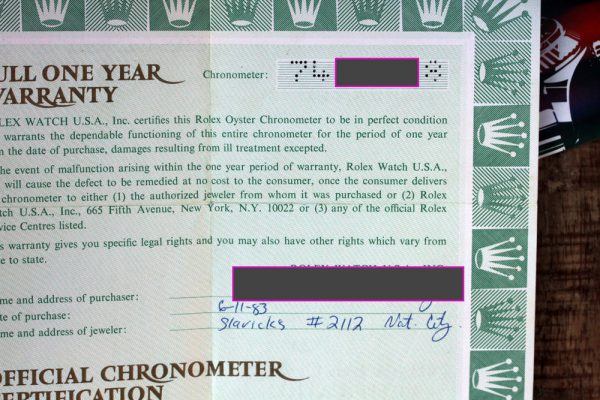 ULL ONE YEAR
WARRANTY
Chronometer: 74 8
OLEX WATCH U.S.A., Inc. certifies this Rolex Oyster Chronometer to be in perfect condition
warrants the dependable functioning of this entire chronometer for the period of one year
m the date of purchase, damages resulting from ill treatment excepted.
he event of malfunction arising within the one year period of warranty, Rolex Watch U.S.A.,
will cause the defect to be remedied at no cost to the consumer, once the consumer delivers
chronometer to either (1) the authorized jeweler from whom it was purchased or (2) Rolex
tch U.S.A., Inc., 665 Fifth Avenue, New York, N.Y. 10022 or (3) any of the official Rolex
vice Centres listed.
is warranty gives you specific legal rights and you may also have other rights which vary from
e to state.
me and address of purchaser:
te of purchase: 6-11-83
me and address of jeweler: Slavicks #2112 Nat. City.
OFFICIAL CHRONOMETER
CERTIFICATION